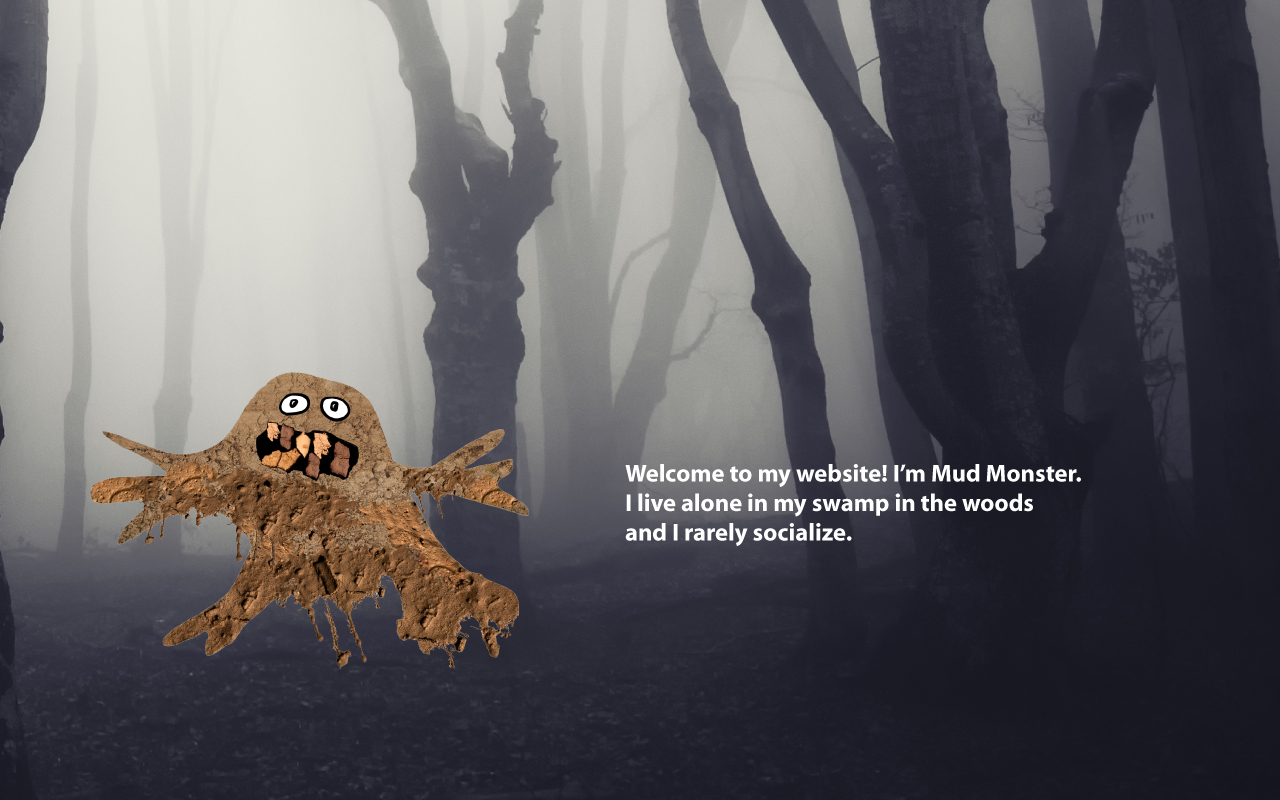 Welcome to my website! I’m Mud Monster.
I live alone in my swamp in the woods
and I rarely socialize.